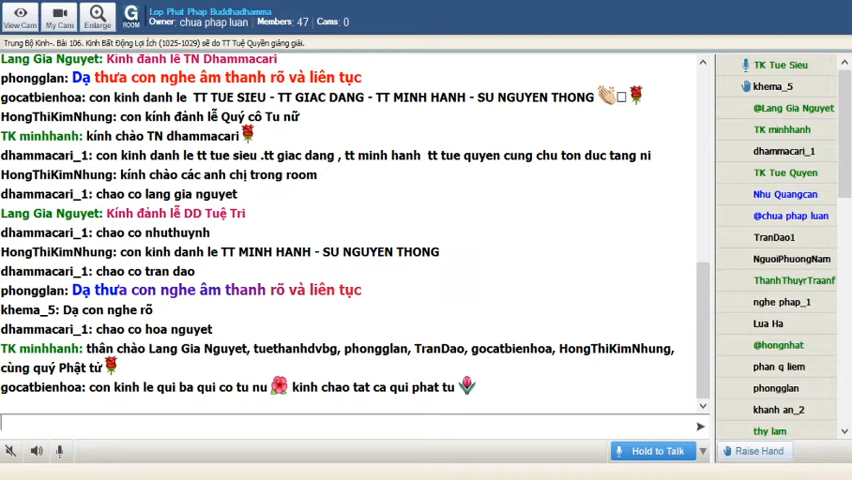 Lop Phat Phap Buddhadhamma
Owner: chua phap luan Members: 47 Cams: 0
View Cam
My Cam
Enlarge
G
ROOM
Trung Bộ Kinh-. Bài 106. Kinh Bất Động Lợi Ích (1025-1029) sẽ do TT Tuệ Quyền giảng giải.
Lang Gia Nguyet: Kính đảnh lễ TN Dhammacari
phongglan: Dạ thưa con nghe âm thanh rõ và liên tục
gocatbienhoa: con kinh danh le TT TUE SIEU - TT GIAC DANG - TT MINH HANH - SU NGUYEN THONG
HongThiKimNhung: con kính đảnh lễ Quý cô Tu nữ
TK minhhanh: kính chào TN dhammacari
dhammacari_1: con kinh danh le tt tue sieu .tt giac dang , tt minh hanh tt tue quyen cung chu ton duc tang ni
HongThiKimNhung: kính chào các anh chị trong room
dhammacari_1: chao co lang gia nguyet
Lang Gia Nguyet: Kính đảnh lễ DD Tuệ Tri
dhammacari_1: chao co nhuthuynh
HongThiKimNhung: con kinh danh le TT MINH HANH - SU NGUYEN THONG
dhammacari_1: chao co tran dao
phongglan: Dạ thưa con nghe âm thanh rõ và liên tục
khema_5: Dạ con nghe rõ
dhammacari_1: chao co hoa nguyet
TK minhhanh: thân chào Lang Gia Nguyet, tuethanhdvbg, phongglan, TranDao, gocatbienhoa, HongThiKimNhung,
cùng quý Phật tử
gocatbienhoa: con kinh le qui ba qui co tu nu kinh chao tat ca qui phat tu
Hold to Talk
TK Tue Sieu
khema_5
@Lang Gia Nguyet
TK minhhanh
dhammacari_1
TK Tue Quyen
Nhu Quangcan
@chua phap luan
TranDao1
NguoiPhuongNam
ThanhThuyrTraanf
nghe phap_1
Lua Ha
@hongnhat
phan q liem
phongglan
khanh an_2
thy lam
Raise Hand